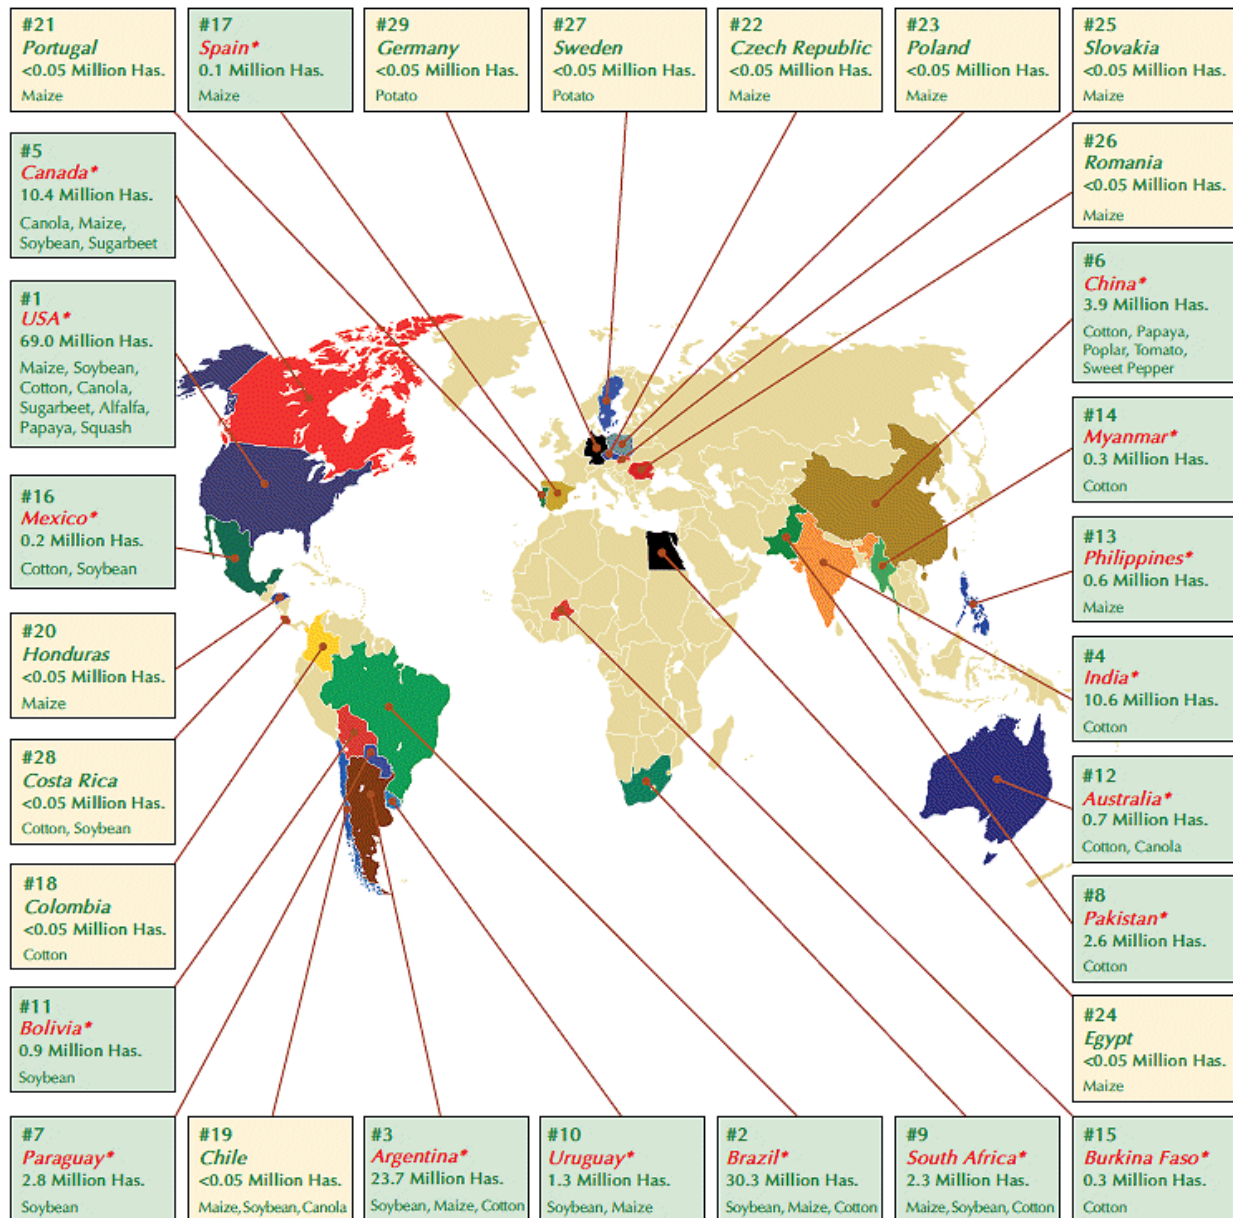 #21
Portugal
<0.05 Million Has.
Maize
#17
Spain*
0.1 Million Has.
Maize
#29
Germany
<0.05 Million Has.
Potato
#27
Sweden
<0.05 Million Has.
Potato
#22
Czech Republic
<0.05 Million Has.
Maize
#23
Poland
<0.05 Million Has.
Maize
#25
Slovakia
<0.05 Million Has.
Maize
#5
Canada*
10.4 Million Has.
Canola, Maize,
Soybean, Sugarbeet
#1
USA*
69.0 Million Has.
Maize, Soybean,
Cotton, Canola,
Sugarbeet, Alfalfa,
Papaya, Squash
#16
Mexico*
0.2 Million Has.
Cotton, Soybean
#20
Honduras
<0.05 Million Has.
Maize
#28
Costa Rica
<0.05 Million Has.
Cotton, Soybean
#18
Colombia
<0.05 Million Has.
Cotton
#11
Bolivia*
0.9 Million Has.
Soybean
#26
Romania
<0.05 Million Has.
Maize
#6
China*
3.9 Million Has.
Cotton, Papaya,
Poplar, Tomato,
Sweet Pepper
#14
Myanmar*
0.3 Million Has.
Cotton
#13
Philippines*
0.6 Million Has.
Maize
#4
India*
10.6 Million Has.
Cotton
#12
Australia*
0.7 Million Has.
Cotton, Canola
#8
Pakistan*
2.6 Million Has.
Cotton
#24
Egypt
<0.05 Million Has.
Maize
#7
Paraguay*
2.8 Million Has.
Soybean
#19
Chile
<0.05 Million Has.
Maize, Soybean, Canola
#3
Argentina*
23.7 Million Has.
Soybean, Maize, Cotton
#10
Uruguay*
1.3 Million Has.
Soybean, Maize
#2
Brazil*
30.3 Million Has.
Soybean, Maize, Cotton
#9
South Africa*
2.3 Million Has.
Maize, Soybean, Cotton
#15
Burkina Faso*
0.3 Million Has.
Cotton